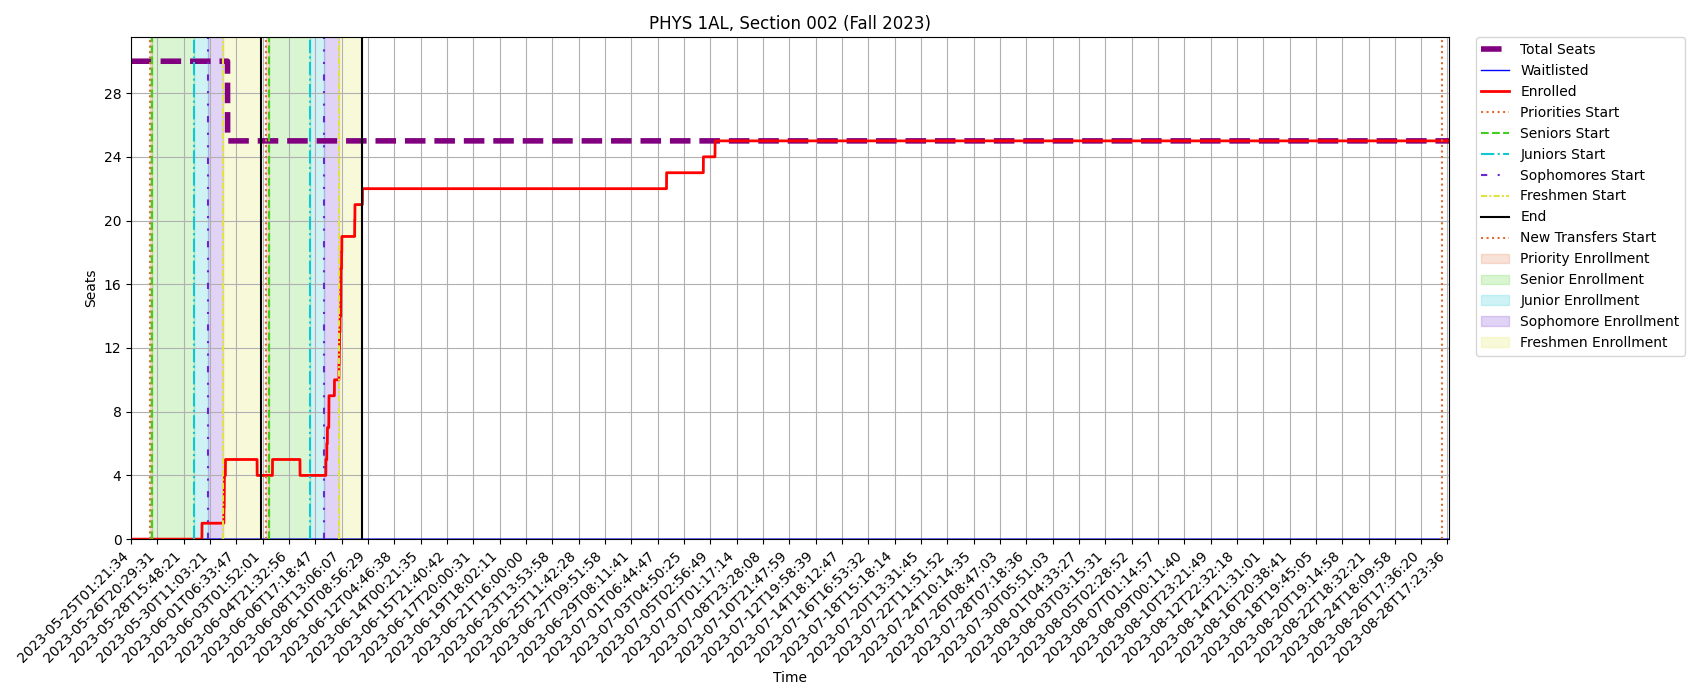 PHYS 1AL, Section 002 (Fall 2023)
Seats
28
24
20
16
12
8
4
0
2023-05-25T01:21:34
2023-05-26T20:29:31
2023-05-28T15:48:21
2023-05-30T11:03:21
2023-06-01T06:33:47
2023-06-03T01:52:01
2023-06-04T21:32:56
2023-06-06T17:18:47
2023-06-08T13:06:07
2023-06-10T08:56:29
2023-06-12T04:46:38
2023-06-14T00:21:35
2023-06-15T21:40:42
2023-06-17T20:00:31
2023-06-19T18:02:11
2023-06-21T16:00:00
2023-06-23T13:53:58
2023-06-25T11:42:28
2023-06-27T09:51:58
2023-06-29T08:11:41
2023-07-01T06:44:47
2023-07-03T04:50:25
2023-07-05T02:56:49
2023-07-07T01:17:14
2023-07-08T23:28:08
2023-07-10T21:47:59
2023-07-12T19:58:39
2023-07-14T18:12:47
2023-07-16T16:53:32
2023-07-18T15:18:14
2023-07-20T13:31:45
2023-07-22T11:51:52
2023-07-24T10:14:35
2023-07-26T08:47:03
2023-07-28T07:18:36
2023-07-30T05:51:03
2023-08-01T04:33:27
2023-08-03T03:15:31
2023-08-05T02:28:52
2023-08-07T01:14:57
2023-08-09T00:11:40
2023-08-10T23:21:49
2023-08-12T22:32:18
2023-08-14T21:31:01
2023-08-16T20:38:41
2023-08-18T19:45:05
2023-08-20T19:14:58
2023-08-22T18:32:21
2023-08-24T18:09:58
2023-08-26T17:36:20
2023-08-28T17:23:36
Time
Total Seats
Waitlisted
Enrolled
Priorities Start
Seniors Start
Juniors Start
Sophomores Start
Freshmen Start
End
New Transfers Start
Priority Enrollment
Senior Enrollment
Junior Enrollment
Sophomore Enrollment
Freshmen Enrollment